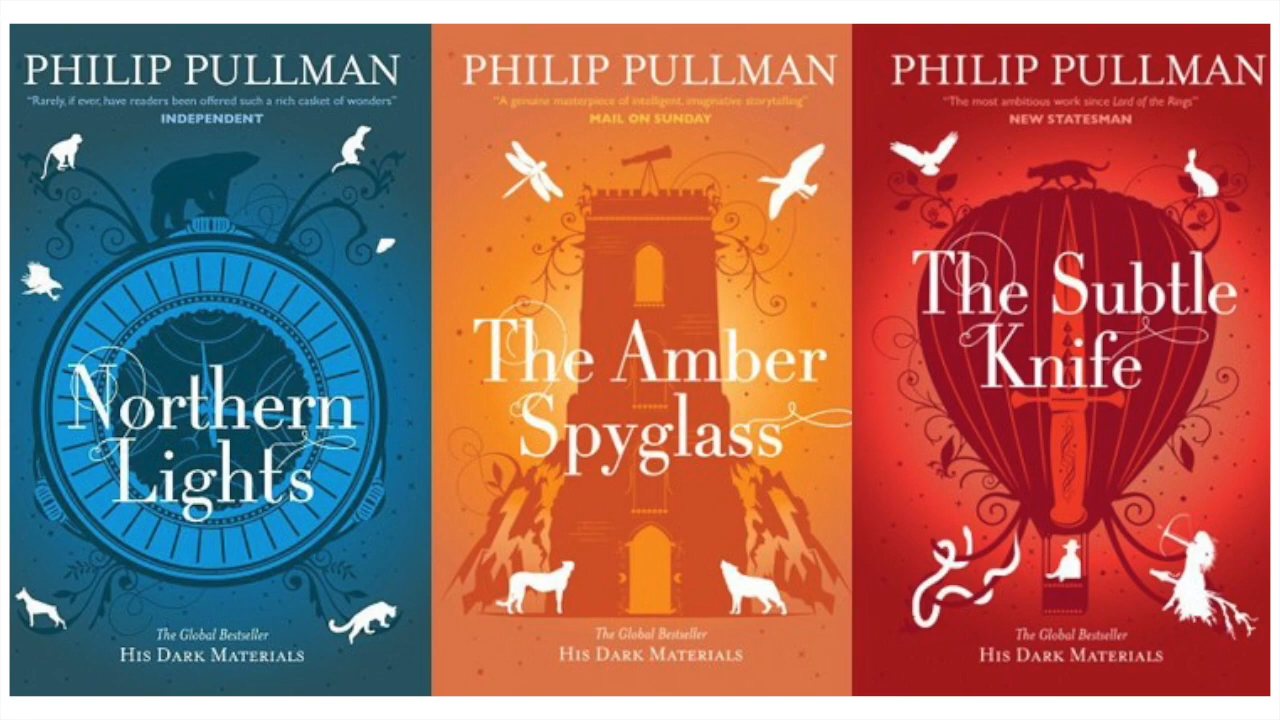 PHILIP PULLMAN
"Rarely, if ever, have readers been offered such a rich casket of wonders"
INDEPENDENT
Northern
Lights
The Global Bestseller
HIS DARK MATERIALS
PHILIP PULLMAN
"A genuine masterpiece of intelligent, imaginative storytelling"
MAIL ON SUNDAY
The Amber
Spyglass
The Global Bestseller
HIS DARK MATERIALS
PHILIP PULLMAN
"The most ambitious work since Lord of the Rings"
NEW STATESMAN
The Subtle
Knife
The Global Bestseller
HIS DARK MATERIALS